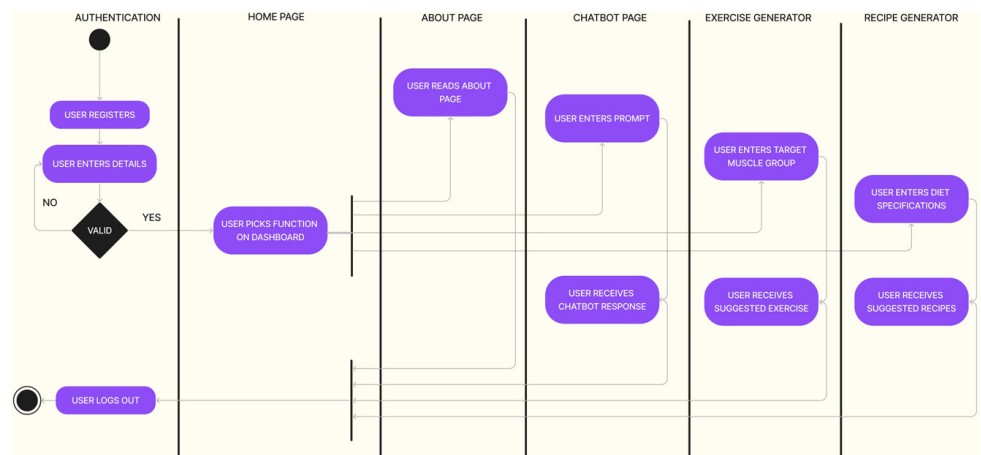 AUTHENTICATION
HOME PAGE
ABOUT PAGE
CHATBOT PAGE
EXERCISE GENERATOR
RECIPE GENERATOR
USER READS ABOUT
PAGE
USER REGISTERS
USER ENTERS PROMPT
USER ENTERS DETAILS
USER ENTERS TARGET
MUSCLE GROUP
USER ENTERS DIET
SPECIFICATIONS
NO
YES
VALID
USER PICKS FUNCTION
ON DASHBOARD
USER RECEIVES
CHATBOT RESPONSE
USER RECEIVES
SUGGESTED EXERCISE
USER RECEIVES
SUGGESTED RECIPES
USER LOGS OUT